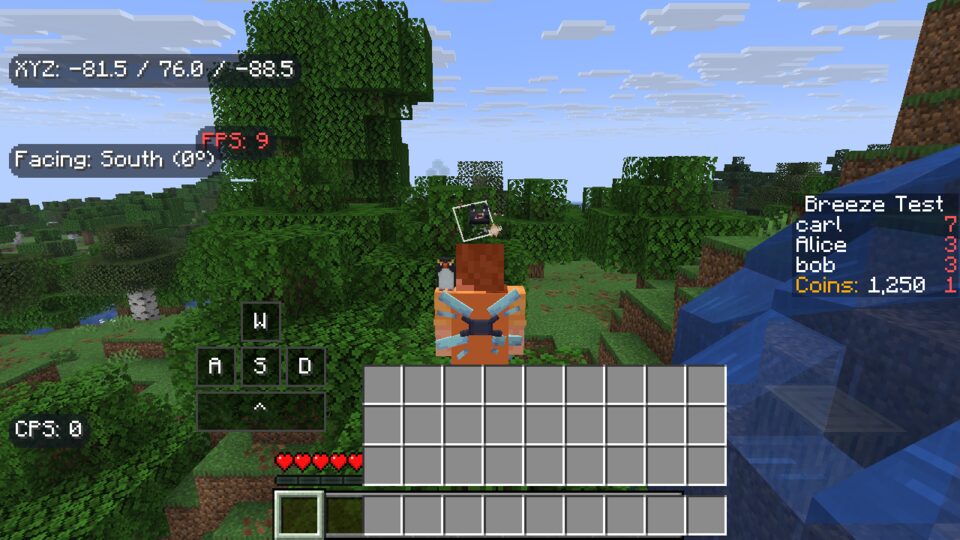 XYZ: -81.5 / 76.0 / -88.5
FPS: 9
Facing: South (0°)
Breeze Test
carl 7
Alice 3
bob 3
Coins: 1,250 1
W
A S D
^
CPS: 0